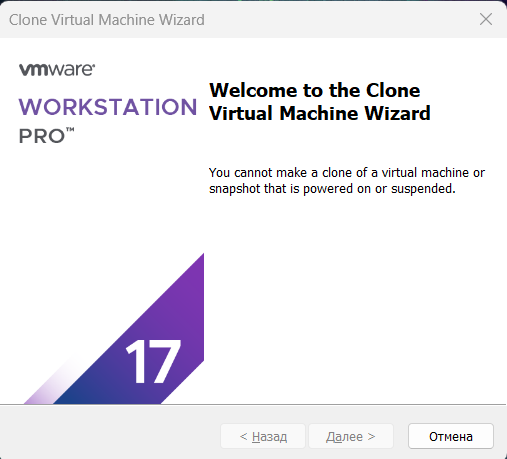 Clone Virtual Machine Wizard
vmware®
WORKSTATION
PRO™
Welcome to the Clone
Virtual Machine Wizard
You cannot make a clone of a virtual machine or
snapshot that is powered on or suspended.
17
< Назад
Далее >
Отмена